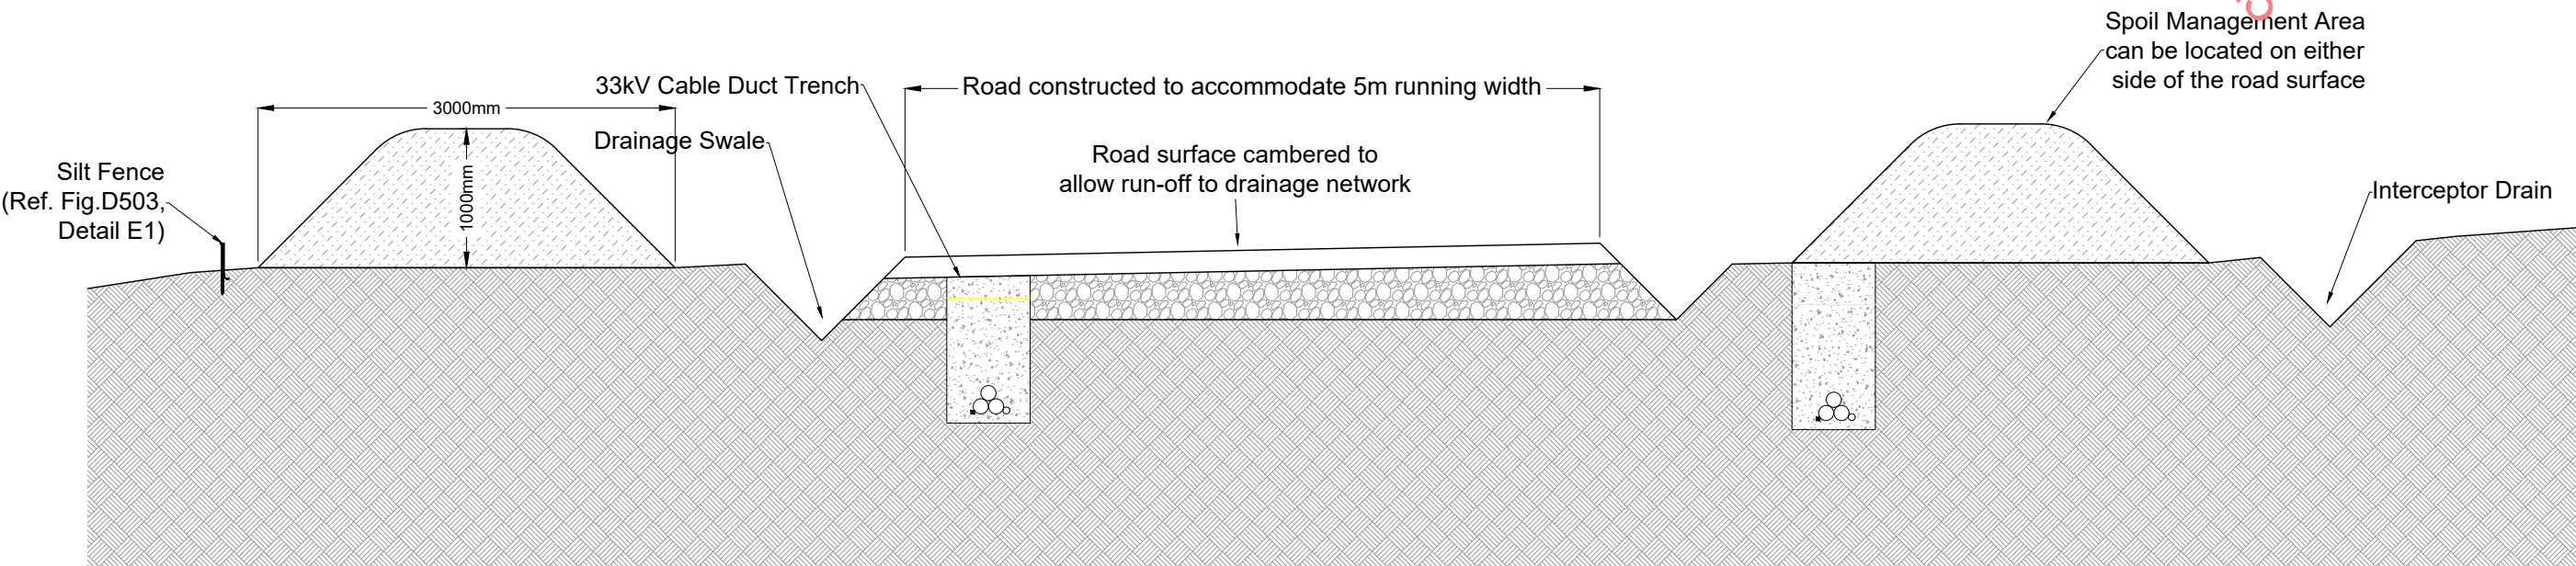 Spoil Management Area
can be located on either
side of the road surface
33kV Cable Duct Trench
Road constructed to accommodate 5m running width
3000mm
Drainage Swale
Road surface cambered to
allow run-off to drainage network
1000mm
Silt Fence
(Ref. Fig.D503,
Detail E1)
Interceptor Drain